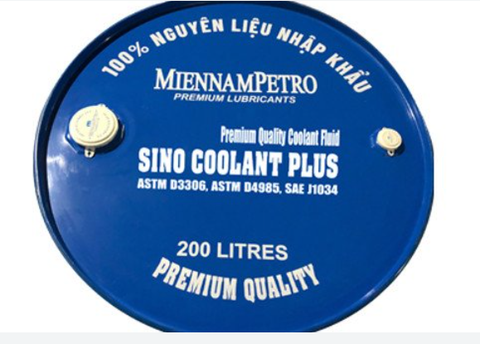 100% NGUYÊN LIỆU NHẬP KHẨU
MIENNAMPETRO
PREMIUM LUBRICANTS
Premium Quality Coolant Fluid
SINO COOLANT PLUS
ASTM D3306, ASTM D4985, SAE J1034
200 LITRES
PREMIUM QUALITY